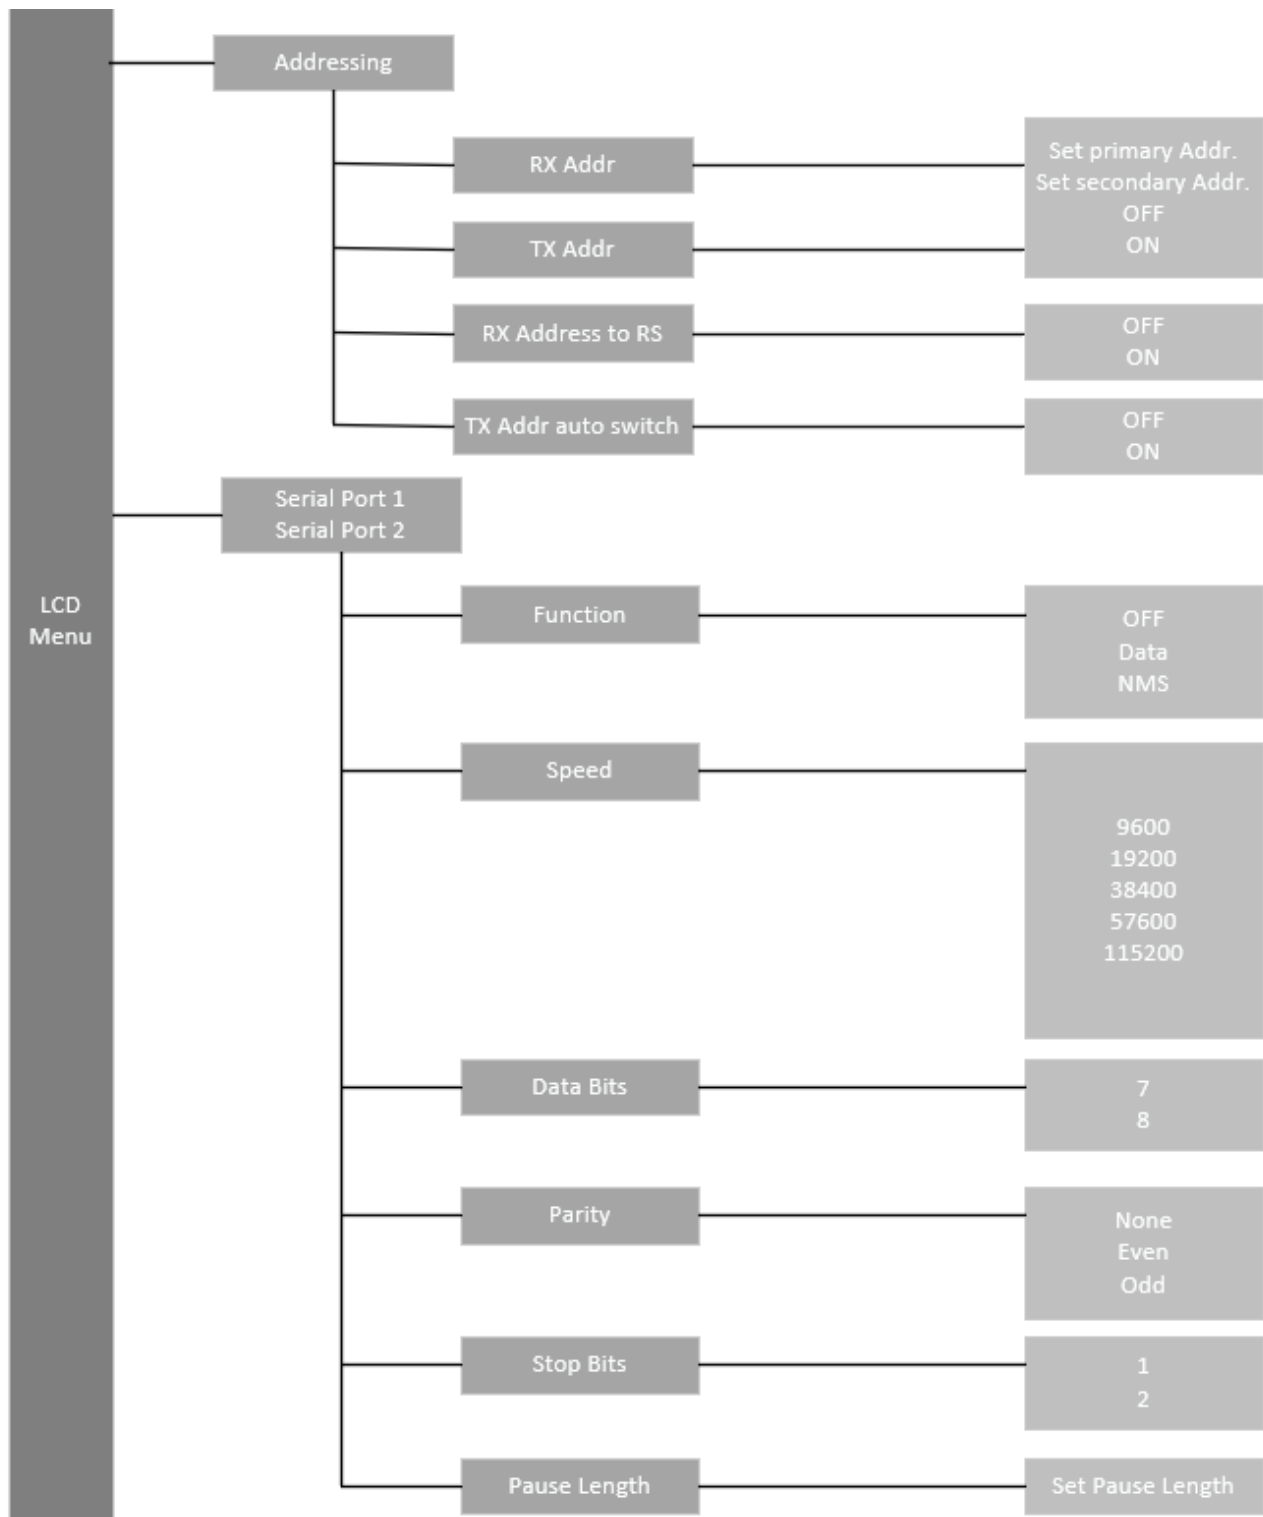 LCD
Menu
Addressing
RX Addr
Set primary Addr.
Set secondary Addr.
OFF
ON
TX Addr
RX Address to RS
OFF
ON
TX Addr auto switch
OFF
ON
Serial Port 1
Serial Port 2
Function
OFF
Data
NMS
Speed
9600
19200
38400
57600
115200
Data Bits
7
8
Parity
None
Even
Odd
Stop Bits
1
2
Pause Length
Set Pause Length